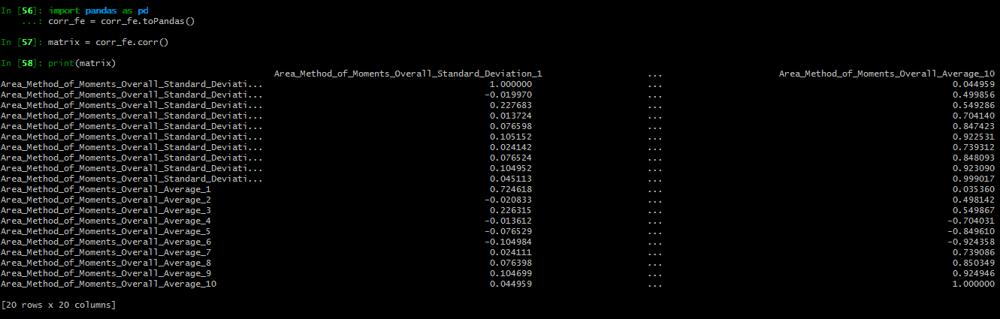 In [56]: import pandas as pd
    ...: corr_fe = corr_fe.toPandas()
In [57]: matrix = corr_fe.corr()
In [58]: print(matrix)
Area_Method_of_Moments_Overall_Standard_Deviation_1 ... Area_Method_of_Moments_Overall_Average_10
Area_Method_of_Moments_Overall_Standard_Deviati... 1.000000 ... 0.044959
Area_Method_of_Moments_Overall_Standard_Deviati... -0.019970 ... 0.499856
Area_Method_of_Moments_Overall_Standard_Deviati... 0.227683 ... 0.549286
Area_Method_of_Moments_Overall_Standard_Deviati... 0.013724 ... 0.704140
Area_Method_of_Moments_Overall_Standard_Deviati... 0.076598 ... 0.847423
Area_Method_of_Moments_Overall_Standard_Deviati... 0.105152 ... 0.922531
Area_Method_of_Moments_Overall_Standard_Deviati... 0.024142 ... 0.739312
Area_Method_of_Moments_Overall_Standard_Deviati... 0.076524 ... 0.848093
Area_Method_of_Moments_Overall_Standard_Deviati... 0.104952 ... 0.923090
Area_Method_of_Moments_Overall_Standard_Deviati... 0.045113 ... 0.999017
Area_Method_of_Moments_Overall_Average_1 0.724618 ... 0.035360
Area_Method_of_Moments_Overall_Average_2 -0.020833 ... 0.498142
Area_Method_of_Moments_Overall_Average_3 0.226315 ... 0.549867
Area_Method_of_Moments_Overall_Average_4 -0.013612 ... -0.704031
Area_Method_of_Moments_Overall_Average_5 -0.076529 ... -0.849610
Area_Method_of_Moments_Overall_Average_6 -0.104984 ... -0.924358
Area_Method_of_Moments_Overall_Average_7 0.024111 ... 0.739086
Area_Method_of_Moments_Overall_Average_8 0.076398 ... 0.850349
Area_Method_of_Moments_Overall_Average_9 0.104699 ... 0.924946
Area_Method_of_Moments_Overall_Average_10 0.044959 ... 1.000000
[20 rows x 20 columns]